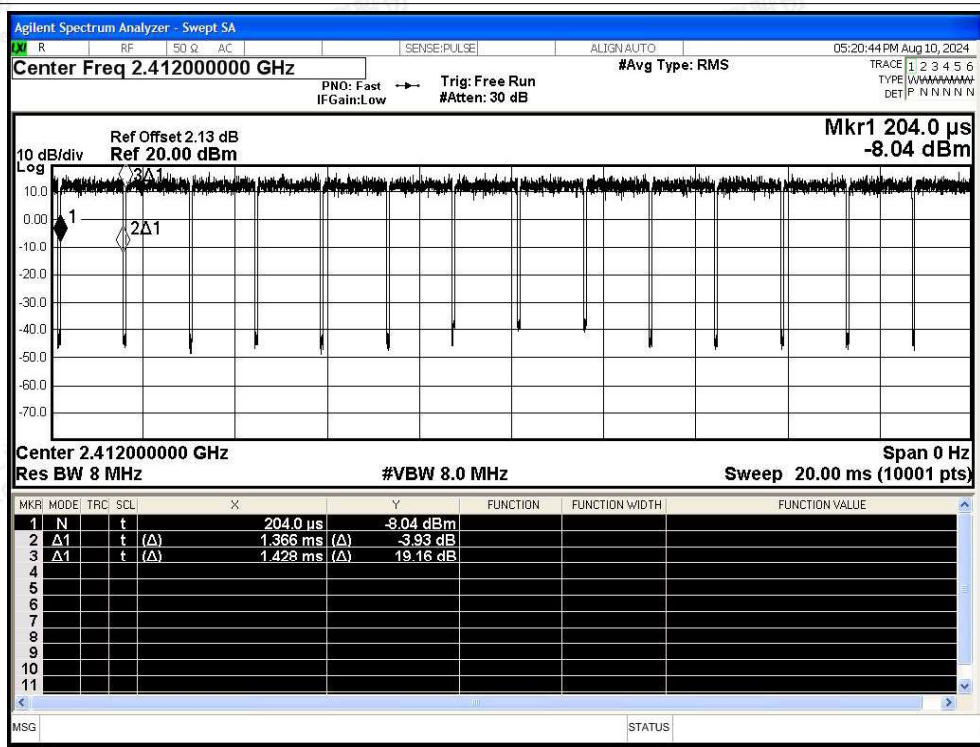 Agilent Spectrum Analyzer - Swept SA
LXI R RF 50 Ω AC SENSE:PULSE ALIGN AUTO 05:20:44 PM Aug 10, 2024
Center Freq 2.412000000 GHz
PNO: Fast
IFGain:Low
Trig: Free Run
#Atten: 30 dB
#Avg Type: RMS
TRACE 1 2 3 4 5 6
TYPE WWWWWW
DET P N N N N N
Mkr1 204.0 µs
-8.04 dBm
Ref Offset 2.13 dB
10 dB/div Ref 20.00 dBm
Log
3Δ1
10.0
0.00
1
2Δ1
-10.0
-20.0
-30.0
-40.0
-50.0
-60.0
-70.0
Center 2.412000000 GHz Span 0 Hz
Res BW 8 MHz #VBW 8.0 MHz Sweep 20.00 ms (10001 pts)
MKR MODE TRC SCL X Y FUNCTION FUNCTION WIDTH FUNCTION VALUE
1 N t 204.0 µs -8.04 dBm
2 Δ1 t (Δ) 1.366 ms (Δ) -3.93 dB
3 Δ1 t (Δ) 1.428 ms (Δ) 19.16 dB
4
5
6
7
8
9
10
11
MSG STATUS